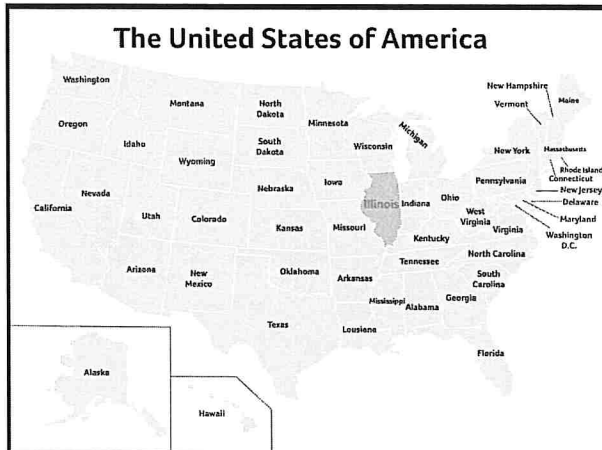 The United States of America
Washington
Montana
North
Dakota
Minnesota
Michigan
New Hampshire
Vermont
Maine
Oregon
Idaho
South
Dakota
Wisconsin
New York
Massachusetts
Wyoming
Rhode Island
Connecticut
Nebraska
Iowa
Pennsylvania
New Jersey
Nevada
Illinois
Indiana
Ohio
Delaware
California
Utah
Colorado
Kansas
Missouri
West
Virginia
Maryland
Virginia
Washington
D.C.
Kentucky
North Carolina
Tennessee
Arizona
New
Mexico
Oklahoma
Arkansas
South
Carolina
Mississippi
Alabama
Georgia
Texas
Lousiana
Florida
Alaska
Hawaii